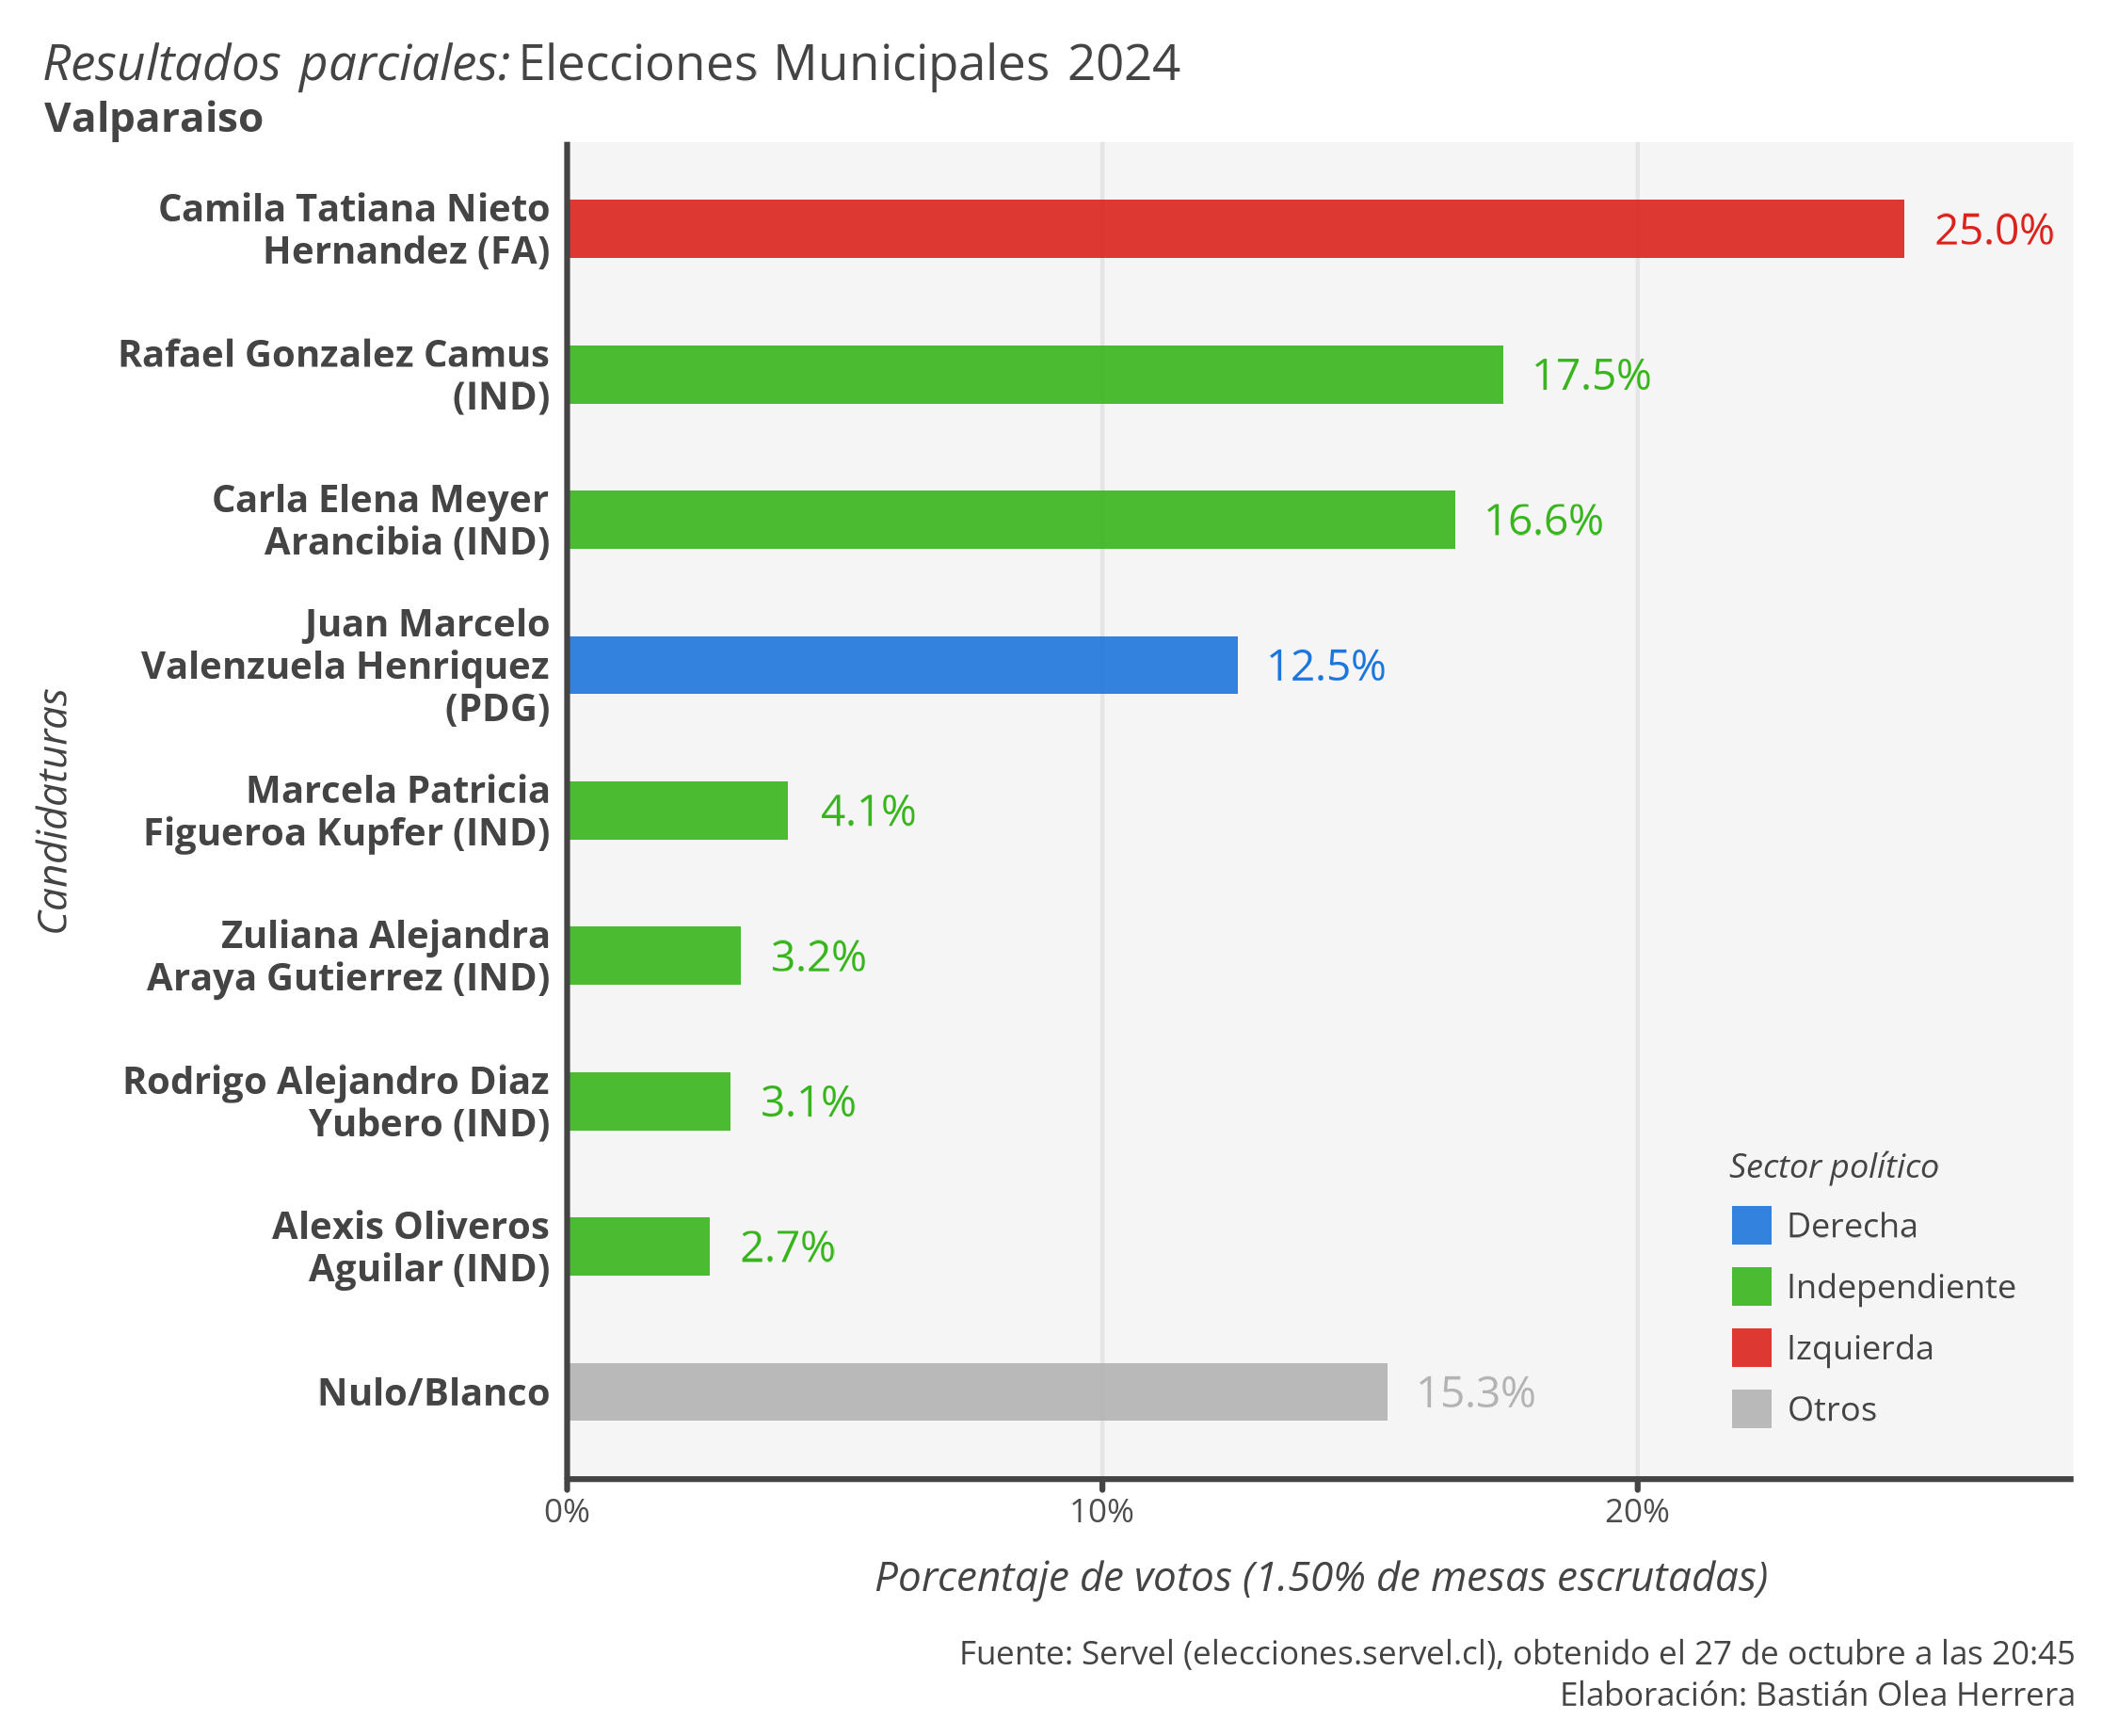 Resultados parciales: Elecciones Municipales 2024
Valparaiso
Candidaturas
Camila Tatiana Nieto
Hernandez (FA)
25.0%
Rafael Gonzalez Camus
(IND)
17.5%
Carla Elena Meyer
Arancibia (IND)
16.6%
Juan Marcelo
Valenzuela Henriquez
(PDG)
12.5%
Marcela Patricia
Figueroa Kupfer (IND)
4.1%
Zuliana Alejandra
Araya Gutierrez (IND)
3.2%
Rodrigo Alejandro Diaz
Yubero (IND)
3.1%
Alexis Oliveros
Aguilar (IND)
2.7%
Nulo/Blanco
15.3%
Sector político
Derecha
Independiente
Izquierda
Otros
0%
10%
20%
Porcentaje de votos (1.50% de mesas escrutadas)
Fuente: Servel (elecciones.servel.cl), obtenido el 27 de octubre a las 20:45
Elaboración: Bastián Olea Herrera